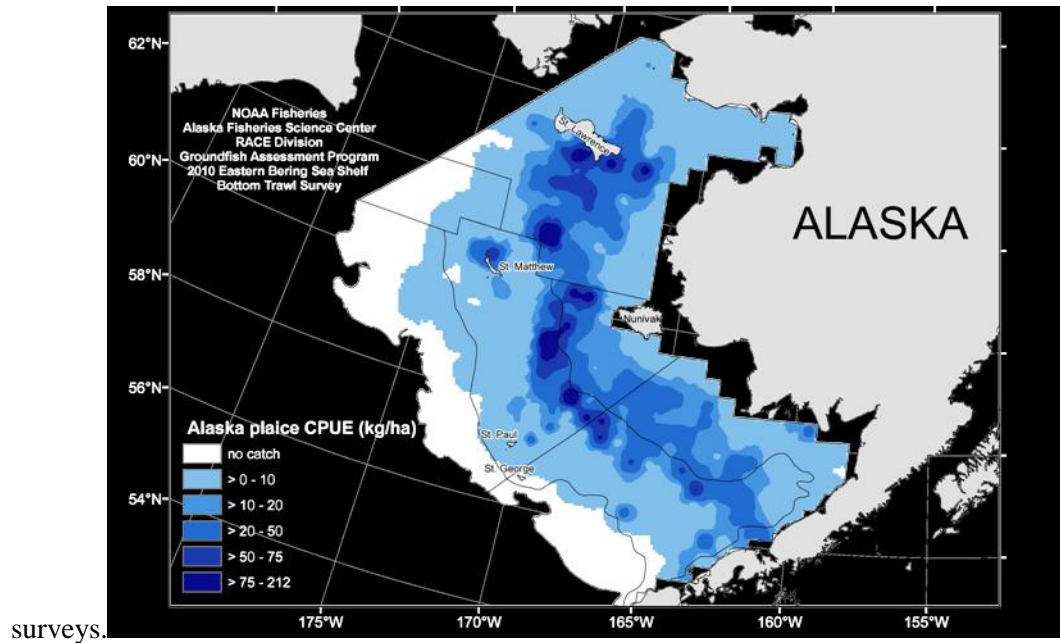 62°N
60°N
58°N
56°N
54°N
NOAA Fisheries
Alaska Fisheries Science Center
RACE Division
Groundfish Assessment Program
2010 Eastern Bering Sea Shelf
Bottom Trawl Survey
St. Lawrence
ALASKA
St. Matthew
Nunivak
St. Paul
St. George
Alaska plaice CPUE (kg/ha)
no catch
> 0 - 10
> 10 - 20
> 20 - 50
> 50 - 75
> 75 - 212
175°W
170°W
165°W
160°W
155°W
surveys.